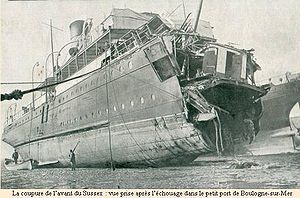 La coupure de l'avant du Sussex : vue prise après l'échouage dans le petit port de Boulogne-sur-Mer